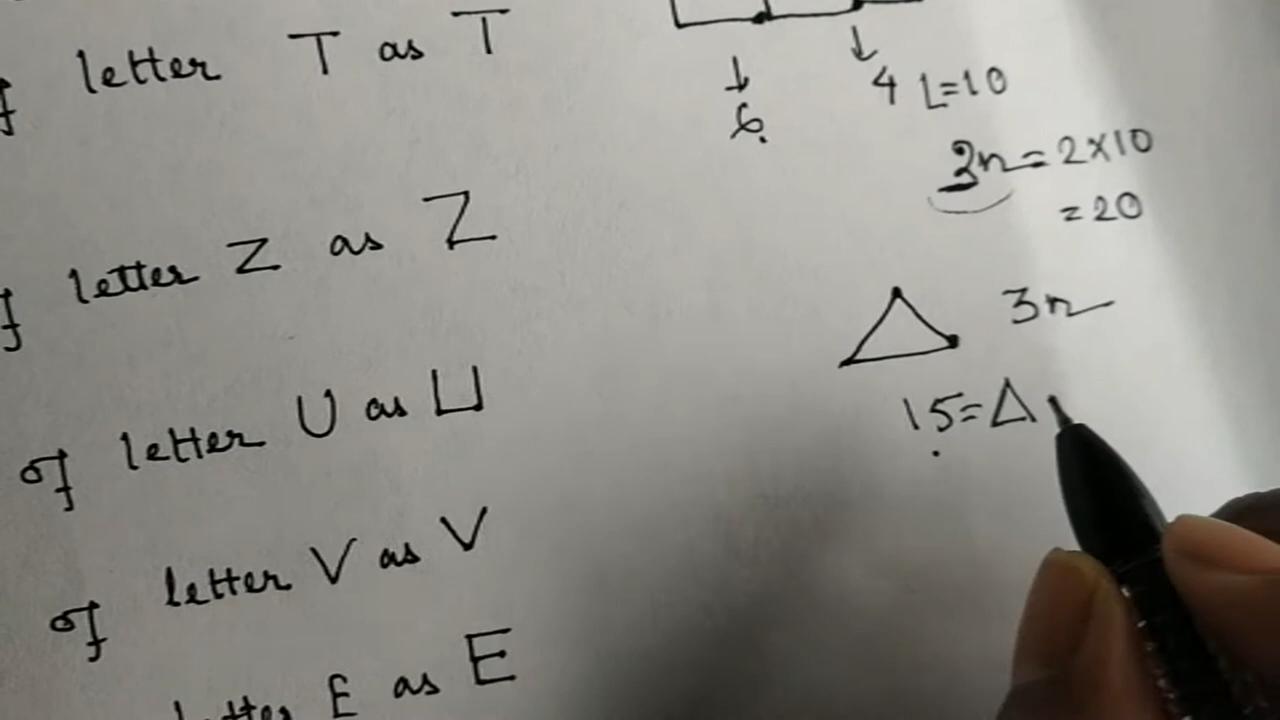 letter T as T
letter Z as Z
of letter U as U
of letter V as V
letter E as E
6.
4 L=10
= 2×10
= 20
3n
15 = Δ